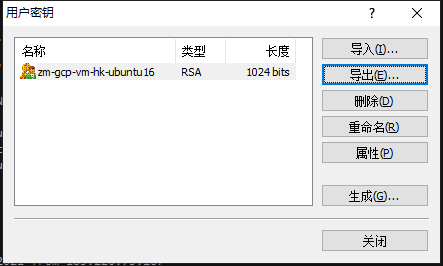 用户密钥
名称 类型 长度
zm-gcp-vm-hk-ubuntu16 RSA 1024 bits
导入(I)...
导出(E)...
删除(D)
重命名(R)
属性(P)
生成(G)...
关闭